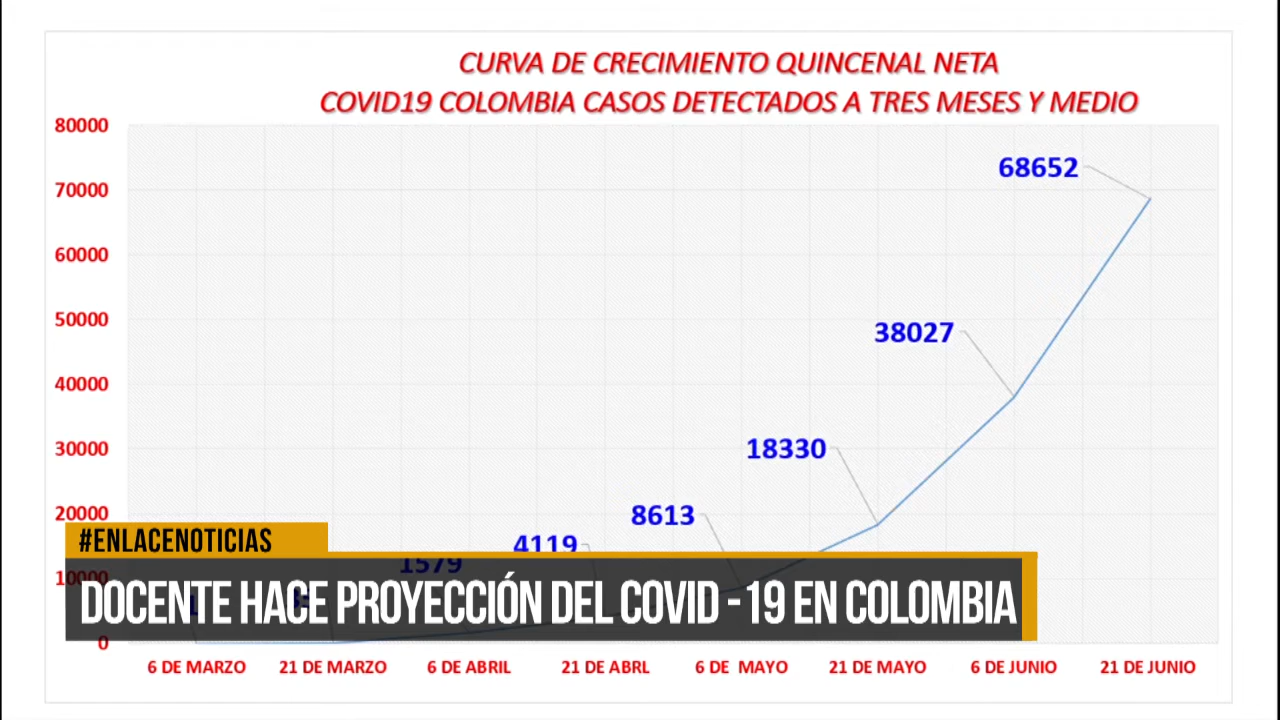 CURVA DE CRECIMIENTO QUINCENAL NETA
COVID19 COLOMBIA CASOS DETECTADOS A TRES MESES Y MEDIO
80000
70000
60000
50000
40000
30000
20000
10000
0
68652
38027
18330
8613
4119
1579
#ENLACENOTICIAS
DOCENTE HACE PROYECCIÓN DEL COVID -19 EN COLOMBIA
6 DE MARZO
21 DE MARZO
6 DE ABRIL
21 DE ABRL
6 DE MAYO
21 DE MAYO
6 DE JUNIO
21 DE JUNIO